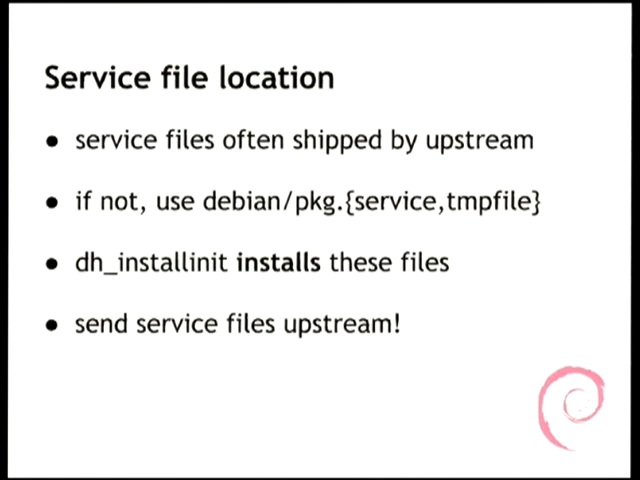 Service file location
● service files often shipped by upstream
● if not, use debian/pkg.{service,tmpfile}
● dh_installinit installs these files
● send service files upstream!